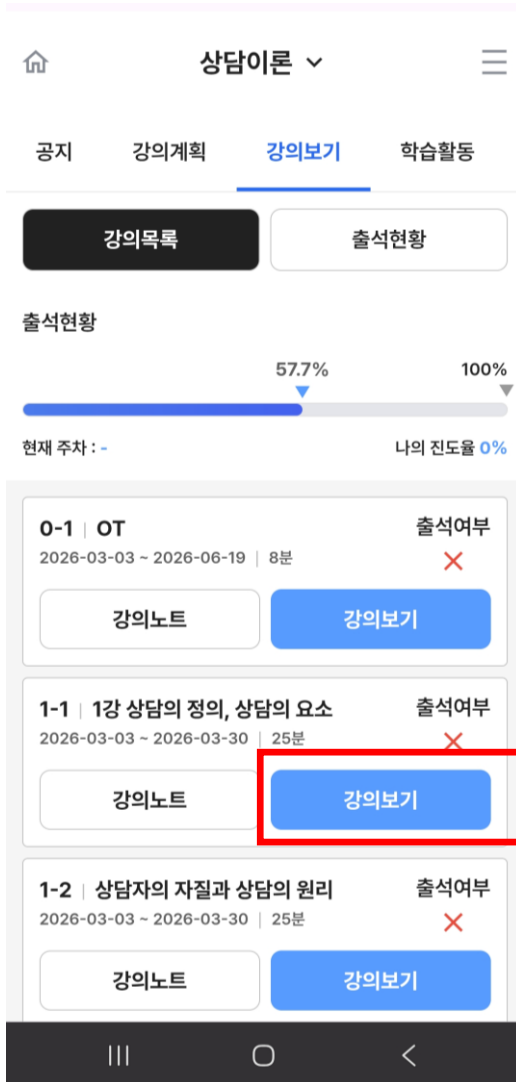 상담이론
공지 강의계획 강의보기 학습활동
강의목록 출석현황
출석현황
57.7% 100%
현재 주차 : - 나의 진도율 0%
0-1 | OT 출석여부
2026-03-03 ~ 2026-06-19 | 8분
강의노트 강의보기
1-1 | 1강 상담의 정의, 상담의 요소 출석여부
2026-03-03 ~ 2026-03-30 | 25분
강의노트 강의보기
1-2 | 상담자의 자질과 상담의 원리 출석여부
2026-03-03 ~ 2026-03-30 | 25분
강의노트 강의보기